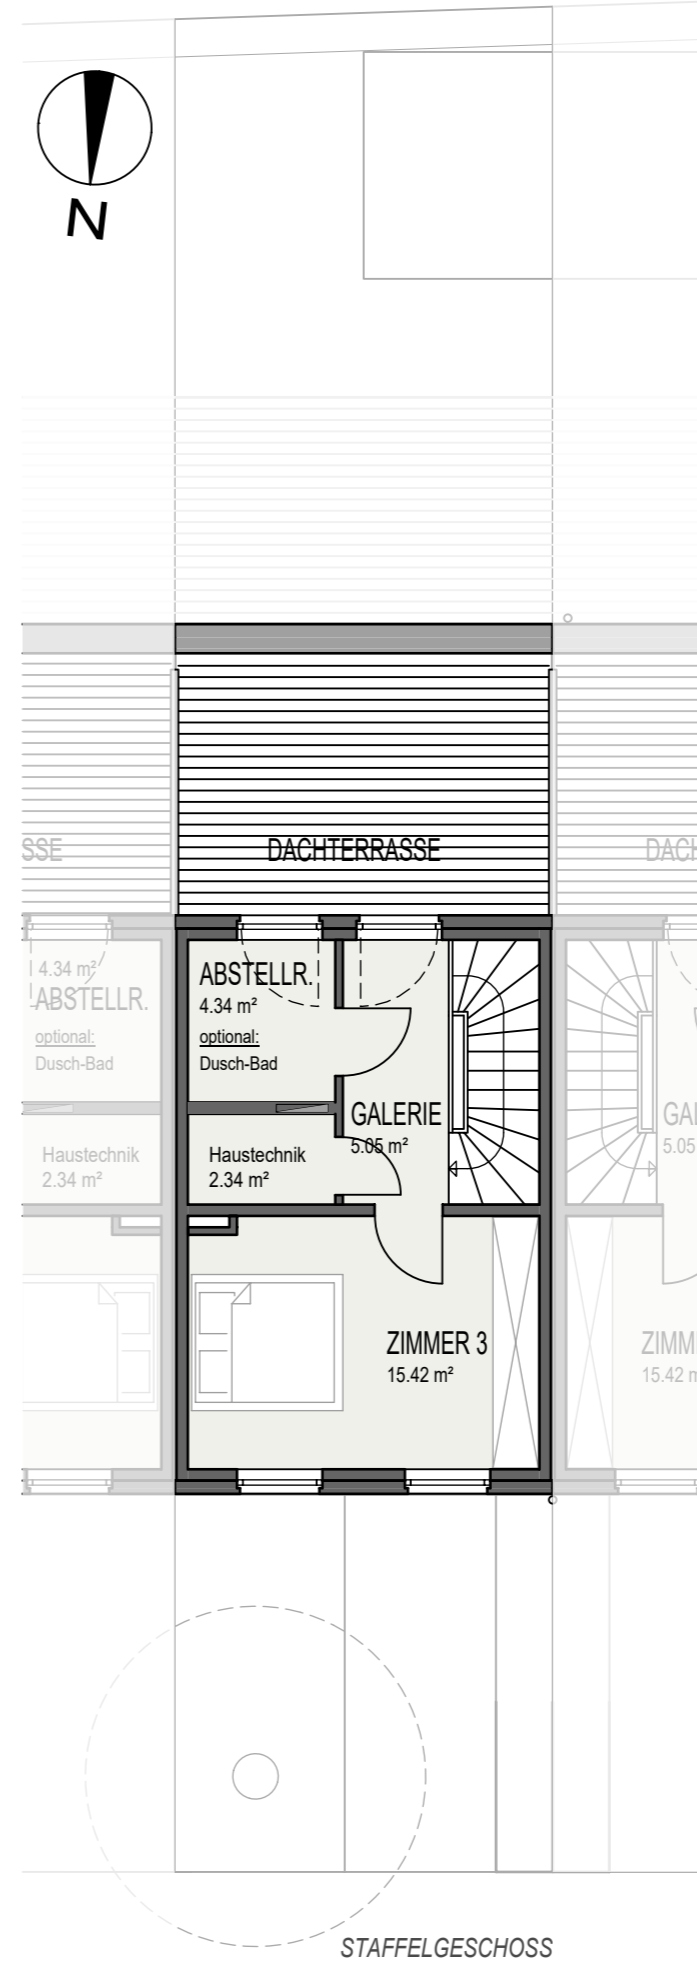 N
SSE
DACHTERRASSE
DACH
4.34 m²
ABSTELLR.
optional:
Dusch-Bad
ABSTELLR.
4.34 m²
optional:
Dusch-Bad
GALERIE
5.05 m²
GAL
5.05
Haustechnik
2.34 m²
Haustechnik
2.34 m²
ZIMMER 3
15.42 m²
ZIMM
15.42 m
STAFFELGESCHOSS